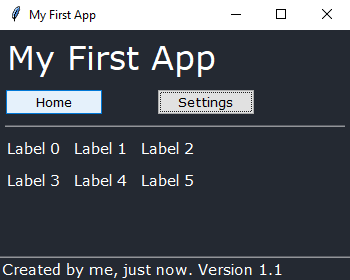 My First App
My First App
Home Settings
Label 0 Label 1 Label 2
Label 3 Label 4 Label 5
Created by me, just now. Version 1.1